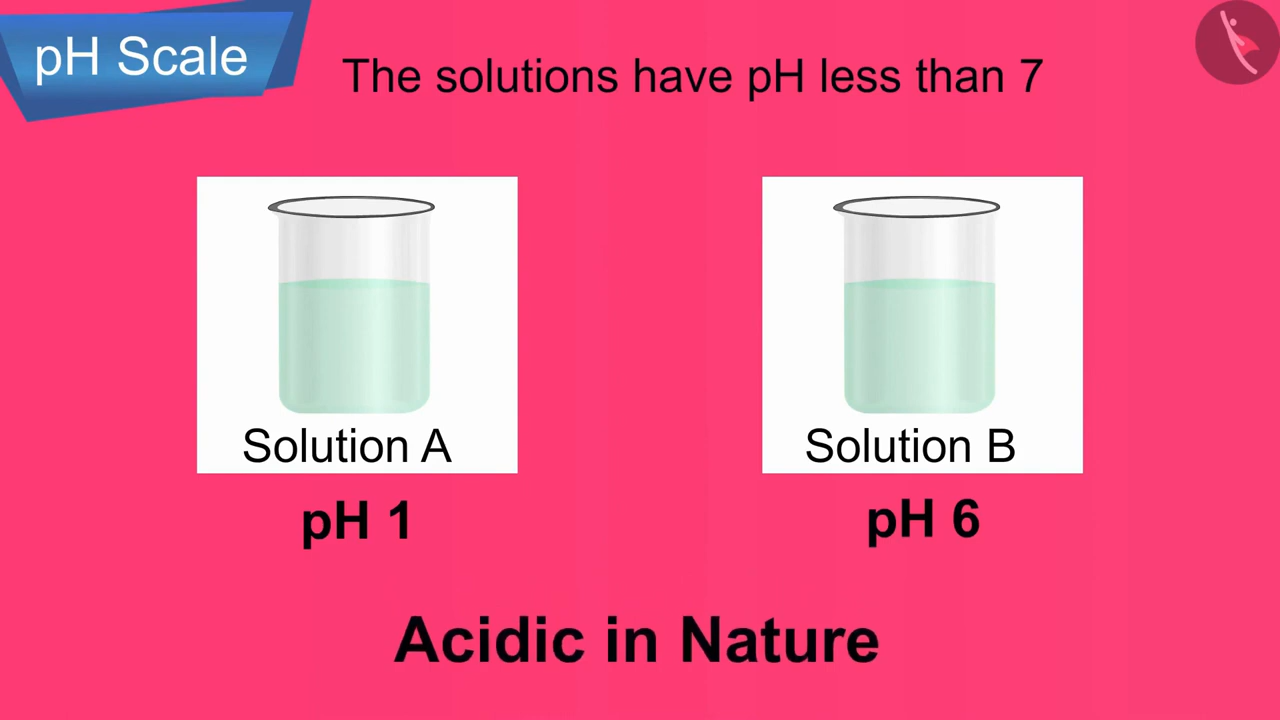 pH Scale
The solutions have pH less than 7
Solution A
Solution B
pH 1
pH 6
Acidic in Nature